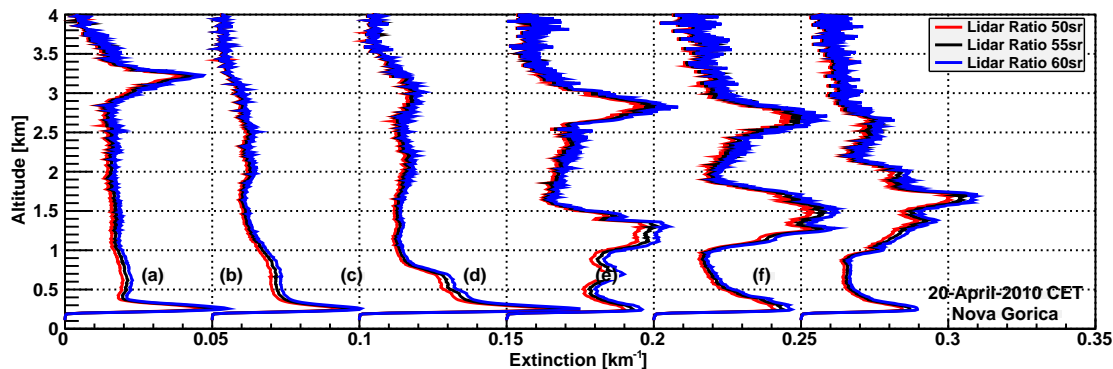 4
3.5
3
2.5
2
1.5
1
0.5
0
Altitude [km]
Lidar Ratio 50sr
Lidar Ratio 55sr
Lidar Ratio 60sr
(a) (b) (c) (d) (e) (f)
20-April-2010 CET
Nova Gorica
0 0.05 0.1 0.15 0.2 0.25 0.3 0.35
Extinction [km⁻¹]